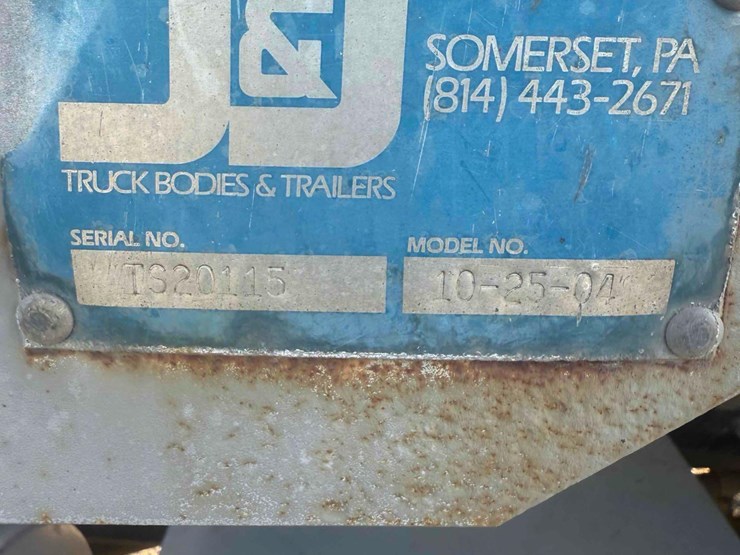 J&J
SOMERSET, PA
(814) 443-2671
TRUCK BODIES & TRAILERS
SERIAL NO.
TS20115
MODEL NO.
10-25-04